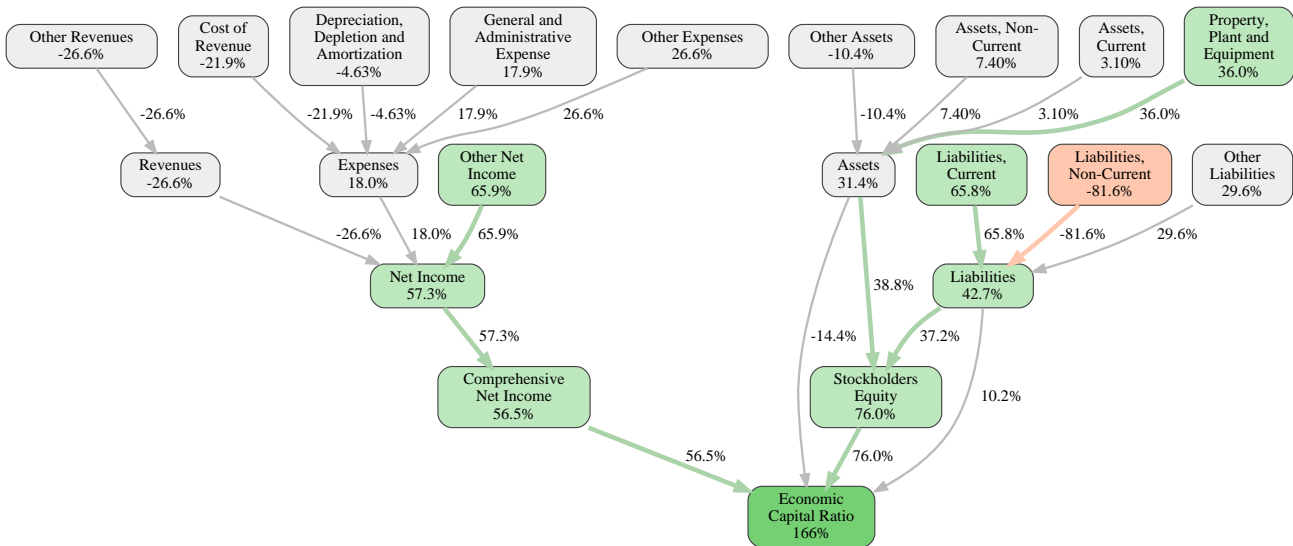 Other Revenues
-26.6%
Cost of
Revenue
-21.9%
Depreciation,
Depletion and
Amortization
-4.63%
General and
Administrative
Expense
17.9%
Other Expenses
26.6%
Other Assets
-10.4%
Assets, Non-
Current
7.40%
Assets,
Current
3.10%
Property,
Plant and
Equipment
36.0%
-26.6%
-21.9%
-4.63%
17.9%
26.6%
-10.4%
7.40%
3.10%
36.0%
Revenues
-26.6%
Expenses
18.0%
Other Net
Income
65.9%
Assets
31.4%
Liabilities,
Current
65.8%
Liabilities,
Non-Current
-81.6%
Other
Liabilities
29.6%
-26.6%
18.0%
65.9%
65.8%
-81.6%
29.6%
Net Income
57.3%
38.8%
Liabilities
42.7%
57.3%
-14.4%
37.2%
Comprehensive
Net Income
56.5%
Stockholders
Equity
76.0%
10.2%
56.5%
76.0%
Economic
Capital Ratio
166%